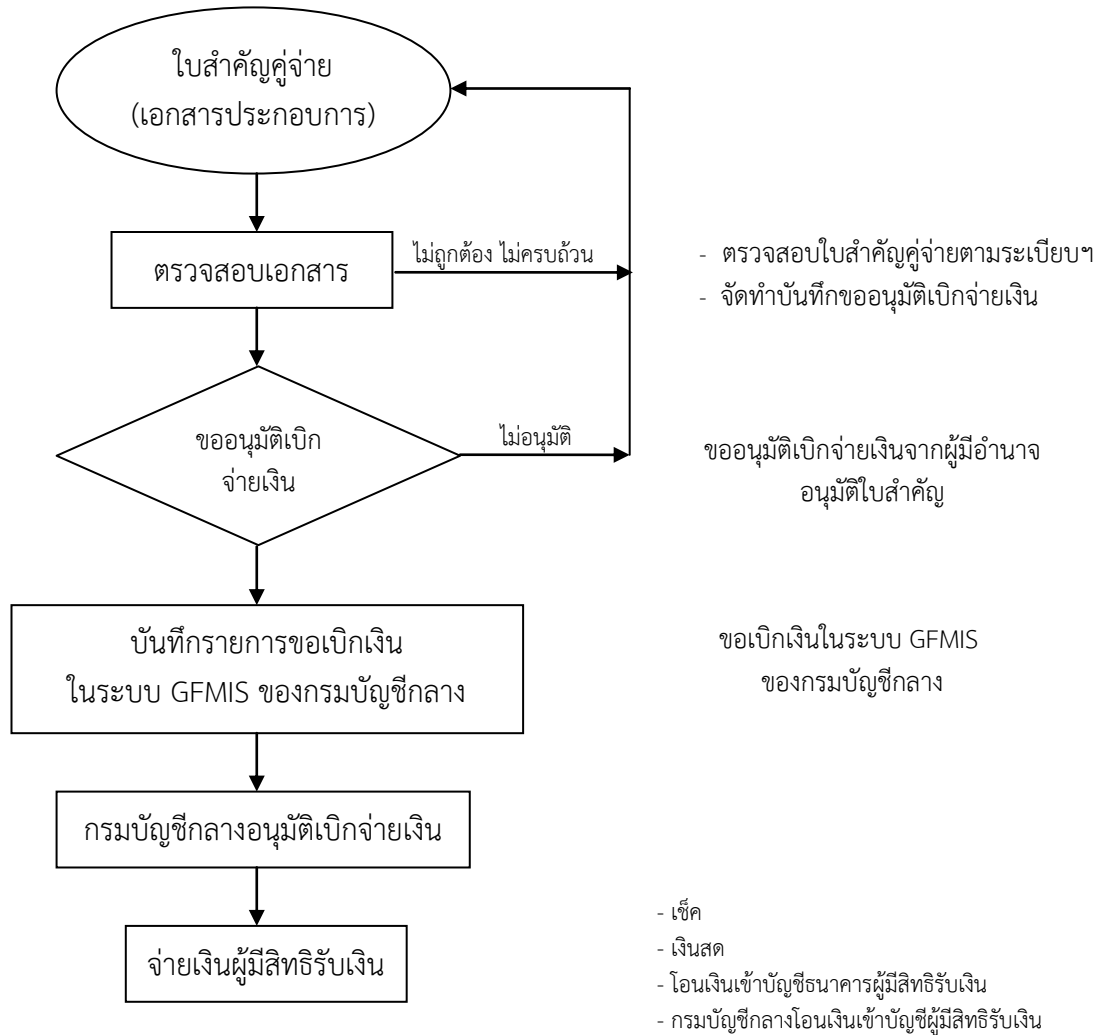 ใบสำคัญคู่จ่าย
(เอกสารประกอบการ)
ตรวจสอบเอกสาร
ไม่ถูกต้อง ไม่ครบถ้วน
- ตรวจสอบใบสำคัญคู่จ่ายตามระเบียบฯ
- จัดทำบันทึกขออนุมัติเบิกจ่ายเงิน
ขออนุมัติเบิก
จ่ายเงิน
ไม่อนุมัติ
ขออนุมัติเบิกจ่ายเงินจากผู้มีอำนาจ
อนุมัติใบสำคัญ
บันทึกรายการขอเบิกเงิน
ในระบบ GFMIS ของกรมบัญชีกลาง
ขอเบิกเงินในระบบ GFMIS
ของกรมบัญชีกลาง
กรมบัญชีกลางอนุมัติเบิกจ่ายเงิน
จ่ายเงินผู้มีสิทธิรับเงิน
- เช็ค
- เงินสด
- โอนเงินเข้าบัญชีธนาคารผู้มีสิทธิรับเงิน
- กรมบัญชีกลางโอนเงินเข้าบัญชีผู้มีสิทธิรับเงิน